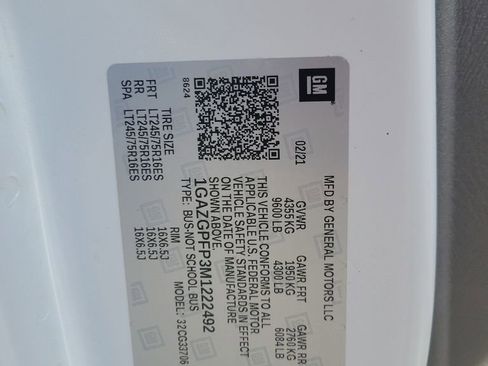 GM
MFD BY GENERAL MOTORS LLC
02/21 GVWR GAWR FRT GAWR RR
4355 KG 1950 KG 2760 KG
9600 LB 4300 LB 6084 LB
THIS VEHICLE CONFORMS TO ALL
APPLICABLE U.S. FEDERAL MOTOR
VEHICLE SAFETY STANDARDS IN EFFECT
ON THE DATE OF MANUFACTURE
SHOWN ABOVE.
1GAZGPFP3M1222492
TYPE: BUS-NOT SCHOOL BUS MODEL: 32CG33706
8624
TIRE SIZE RIM
FRT LT245/75R16ES 16X6.5J
RR LT245/75R16ES 16X6.5J
SPA LT245/75R16ES 16X6.5J